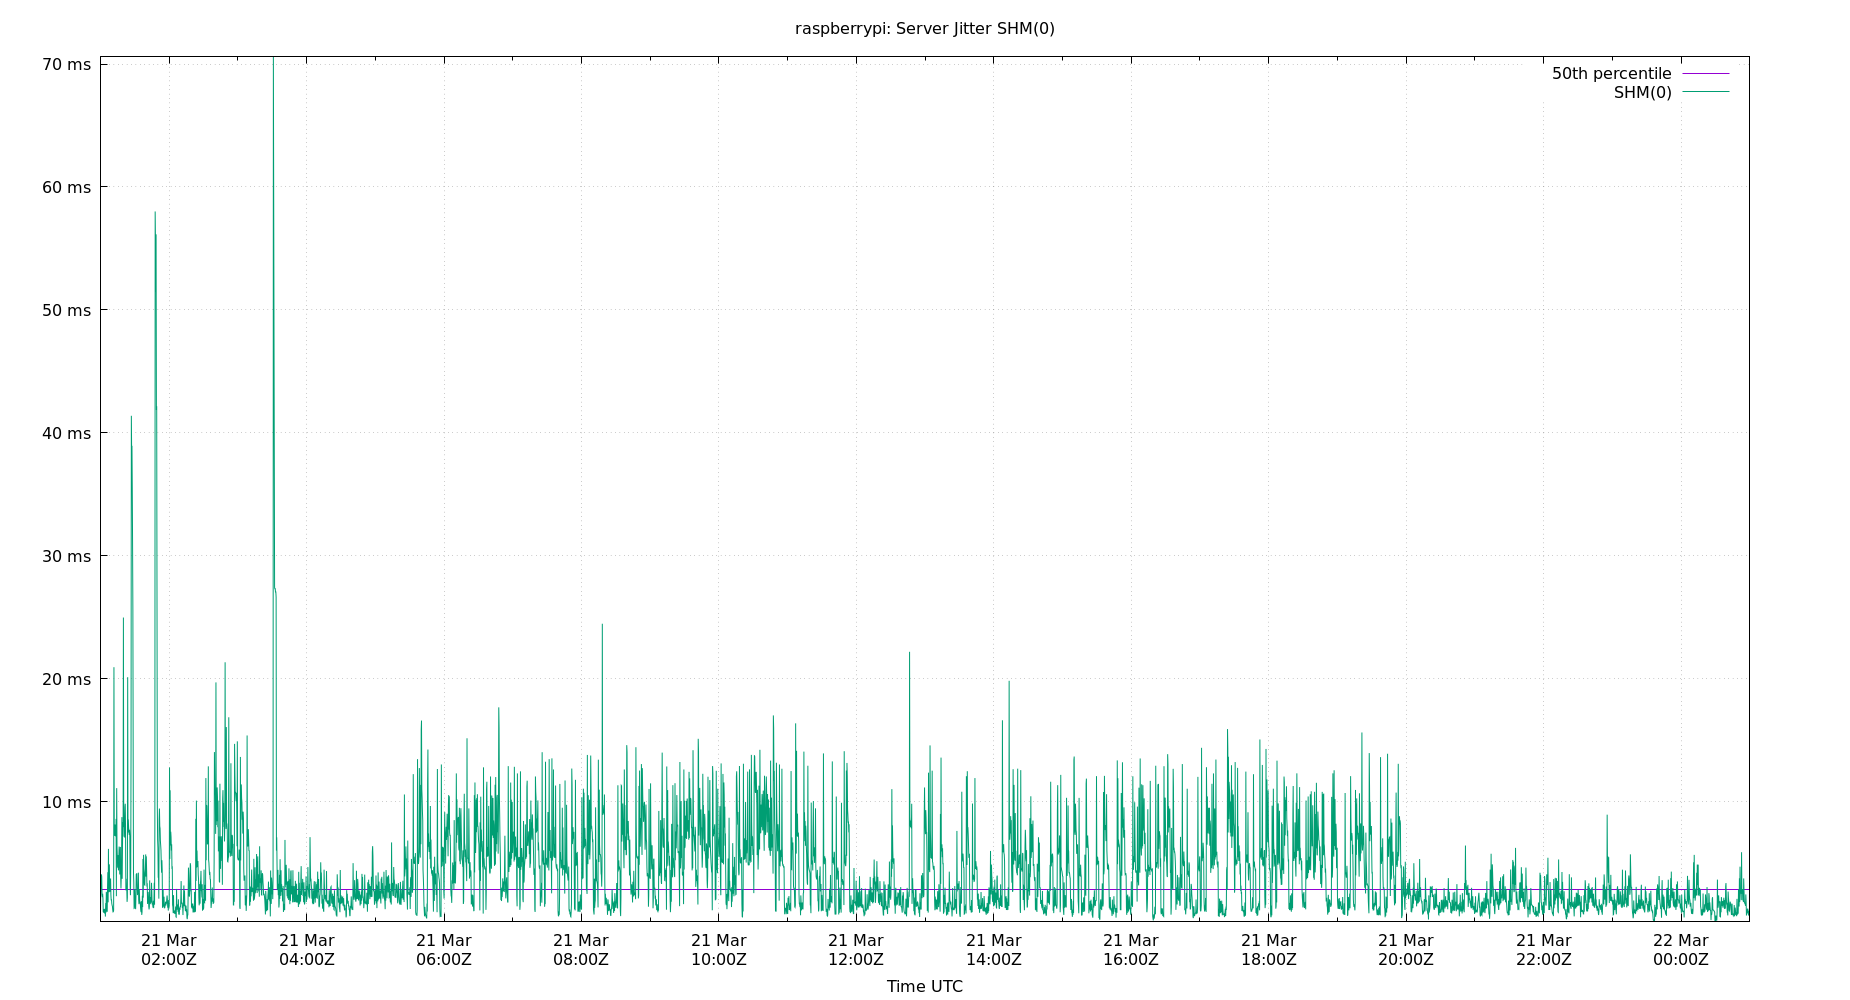 raspberrypi: Server Jitter SHM(0)
70 ms
60 ms
50 ms
40 ms
30 ms
20 ms
10 ms
50th percentile
SHM(0)
21 Mar
02:00Z
21 Mar
04:00Z
21 Mar
06:00Z
21 Mar
08:00Z
21 Mar
10:00Z
21 Mar
12:00Z
21 Mar
14:00Z
21 Mar
16:00Z
21 Mar
18:00Z
21 Mar
20:00Z
21 Mar
22:00Z
22 Mar
00:00Z
Time UTC